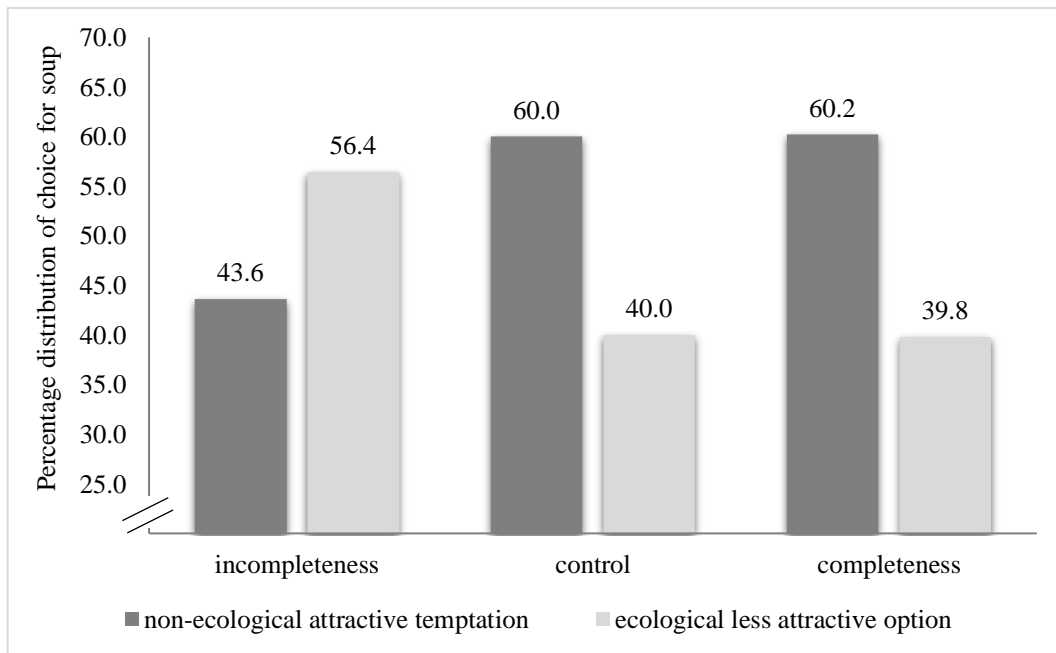 Percentage distribution of choice for soup
70.0
65.0
60.0
55.0
50.0
45.0
40.0
35.0
30.0
25.0
43.6
56.4
60.0
40.0
60.2
39.8
incompleteness
control
completeness
non-ecological attractive temptation
ecological less attractive option